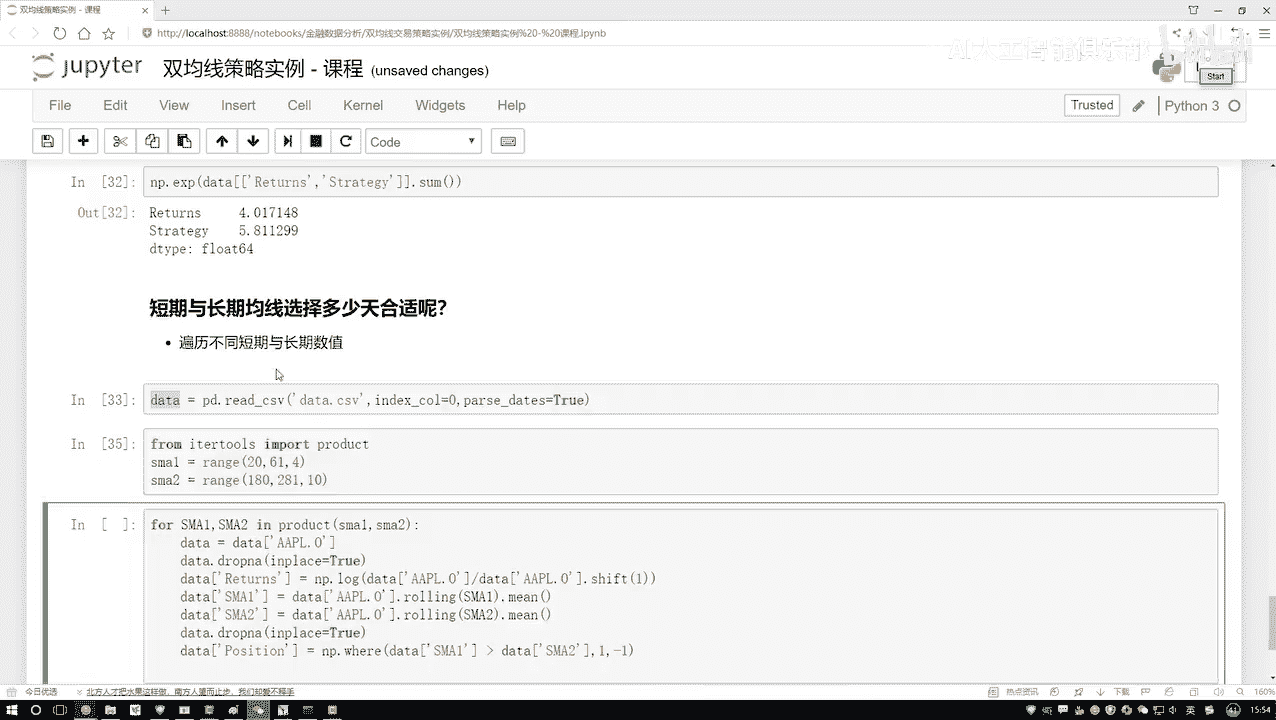 双均线策略实例 - 课程
http://localhost:8888/notebooks/金融数据分析/双均线交易策略实例/双均线策略实例%20-%20课程.ipynb
AI人工智能俱乐部
jupyter 双均线策略实例 - 课程 (unsaved changes)
Start
File Edit View Insert Cell Kernel Widgets Help
Trusted Python 3
Code
In [32]: np.exp(data[['Returns','Strategy']].sum())
Out[32]: Returns 4.017148
Strategy 5.811299
dtype: float64
短期与长期均线选择多少天合适呢?
• 遍历不同短期与长期数值
In [33]: data = pd.read_csv('data.csv',index_col=0,parse_dates=True)
In [35]: from itertools import product
sma1 = range(20,61,4)
sma2 = range(180,281,10)
In [ ]: for SMA1,SMA2 in product(sma1,sma2):
data = data['AAPL.O']
data.dropna(inplace=True)
data['Returns'] = np.log(data['AAPL.O']/data['AAPL.O'].shift(1))
data['SMA1'] = data['AAPL.O'].rolling(SMA1).mean()
data['SMA2'] = data['AAPL.O'].rolling(SMA2).mean()
data.dropna(inplace=True)
data['Position'] = np.where(data['SMA1'] > data['SMA2'],1,-1)
今日优选 北方人才把水果这样做，南方人望而止步，我们却爱不释手
热点资讯 下载 160%
英 15:54